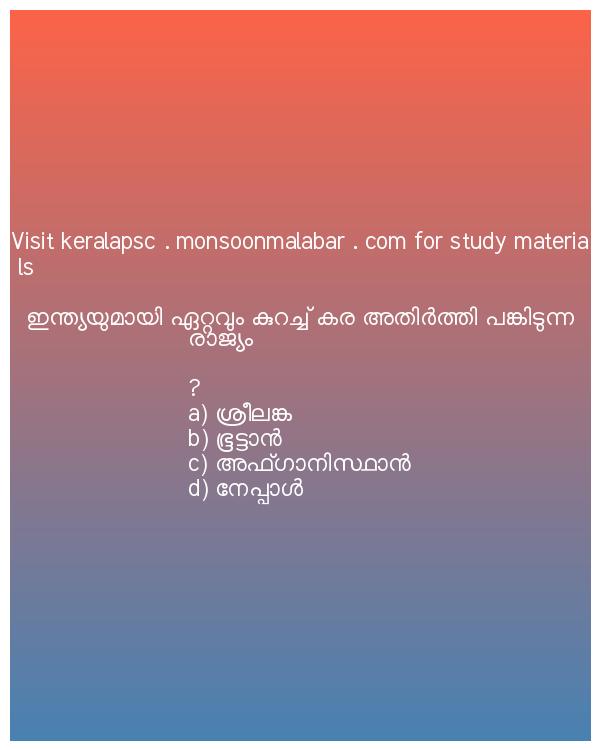 Visit keralapsc . monsoonmalabar . com for study materia
ls
ഇന്ത്യയുമായി ഏറ്റവും കുറച്ച് കര അതിർത്തി പങ്കിടുന്ന
രാജ്യം
?
a) ശ്രീലങ്ക
b) ഭൂട്ടാൻ
c) അഫ്ഗാനിസ്ഥാൻ
d) നേപ്പാൾ